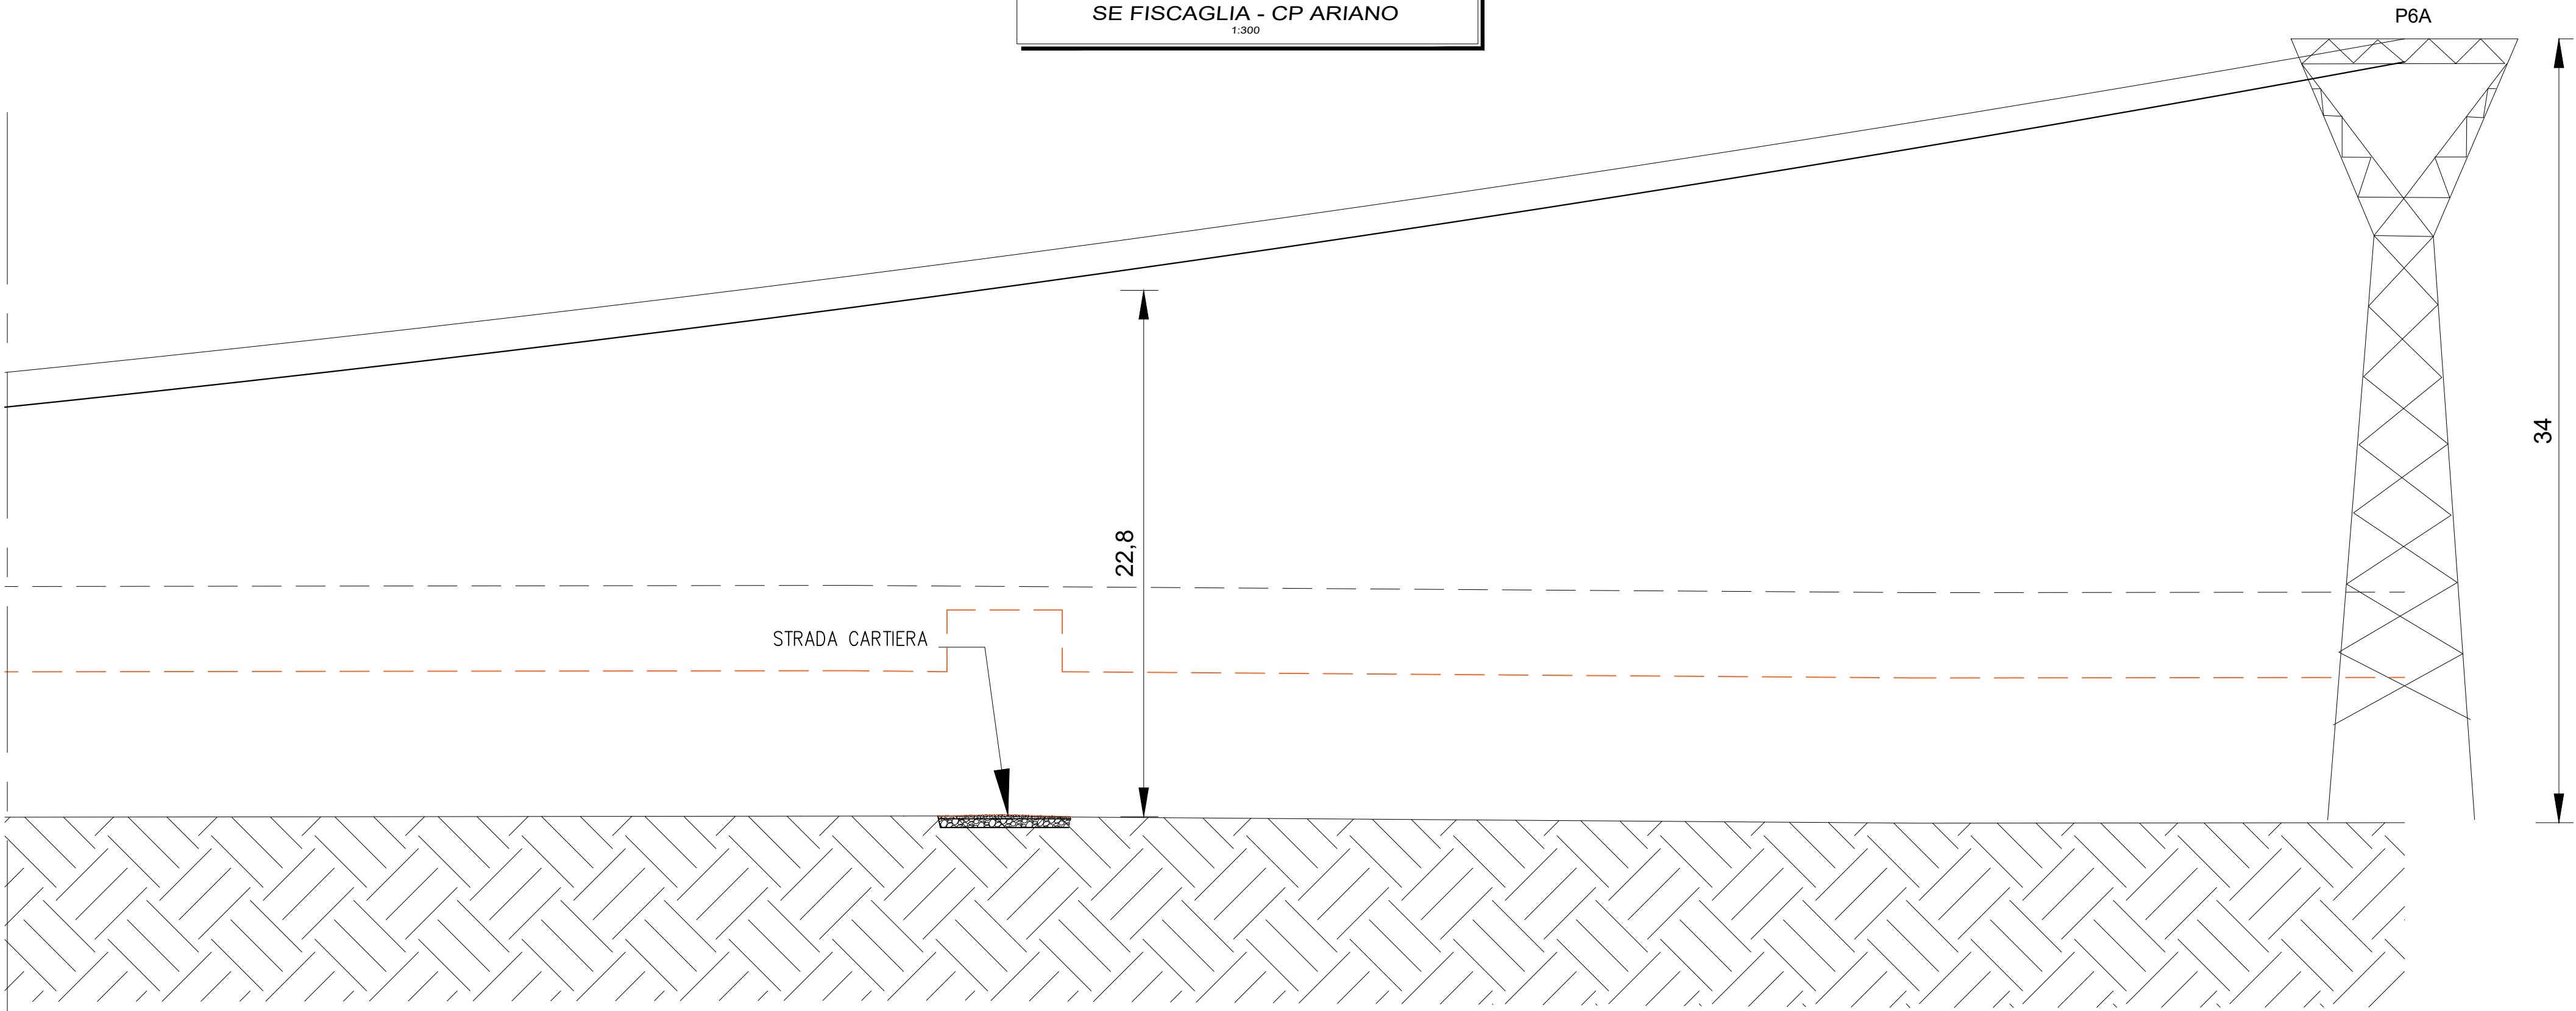 SE FISCAGLIA - CP ARIANO
1:300
P6A
34
22,8
STRADA CARTIERA